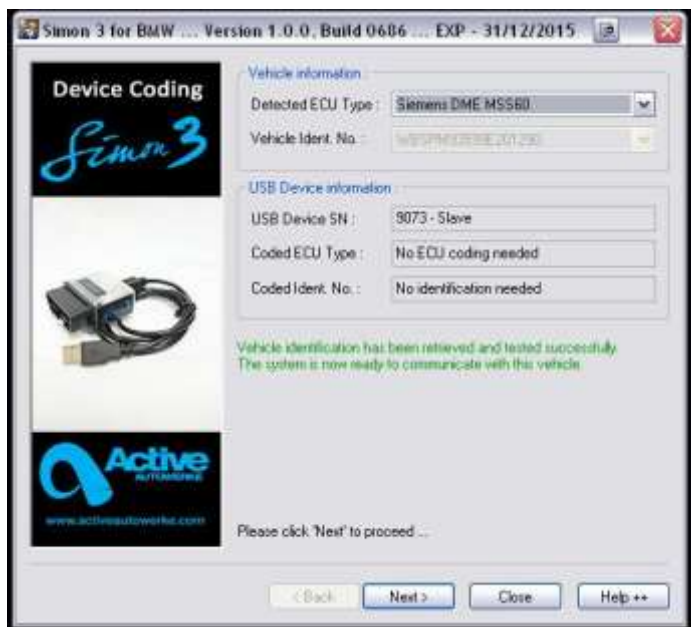 Simon 3 for BMW ... Version 1.0.0, Build 0686 ... EXP - 31/12/2015
Device Coding
Simon 3
Vehicle information
Detected ECU Type : Siemens DME MSS60
Vehicle Ident. No. :
USB Device information
USB Device SN : 9073 - Slave
Coded ECU Type : No ECU coding needed
Coded Ident. No. : No identification needed
Vehicle identification has been retrieved and tested successfully.
The system is now ready to communicate with this vehicle.
Active
AUTOWERKE
www.activeautowerke.com
Please click 'Next' to proceed ...
< Back
Next >
Close
Help ++